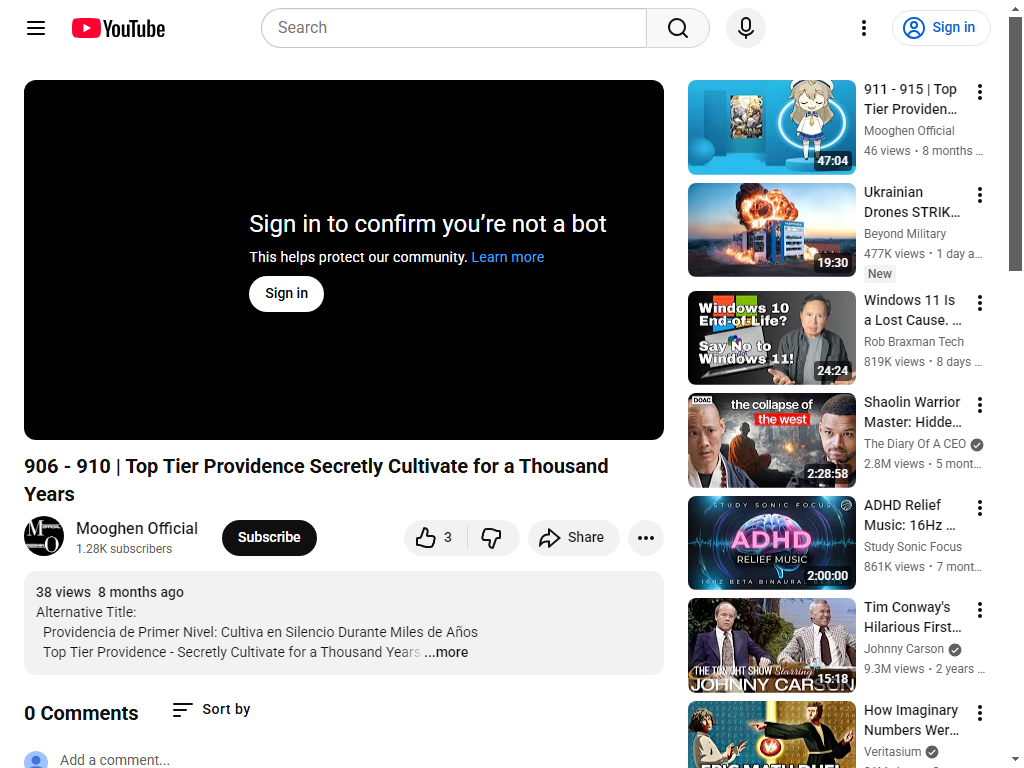 YouTube
Search
Sign in
Sign in to confirm you’re not a bot
This helps protect our community. Learn more
Sign in
906 - 910 | Top Tier Providence Secretly Cultivate for a Thousand
Years
Mooghen Official
1.28K subscribers
Subscribe
3
Share
38 views  8 months ago
Alternative Title:
Providencia de Primer Nivel: Cultiva en Silencio Durante Miles de Años
Top Tier Providence - Secretly Cultivate for a Thousand Years ...more
0 Comments
Sort by
Add a comment...
47:04
911 - 915 | Top
Tier Providen...
Mooghen Official
46 views • 8 months ...
19:30
Ukrainian
Drones STRIK...
Beyond Military
477K views • 1 day a...
New
Windows 10
End-of-Life?
Say No to
Windows 11!
24:24
Windows 11 Is
a Lost Cause. ...
Rob Braxman Tech
819K views • 8 days ...
DOAC
the collapse of
the west
2:28:58
Shaolin Warrior
Master: Hidde...
The Diary Of A CEO
2.8M views • 5 mont...
STUDY SONIC FOCUS
ADHD
RELIEF MUSIC
16HZ BETA BINAURAL
2:00:00
ADHD Relief
Music: 16Hz ...
Study Sonic Focus
861K views • 7 mont...
THE TONIGHT SHOW Starring
JOHNNY CARSON
15:18
Tim Conway's
Hilarious First...
Johnny Carson
9.3M views • 2 years ...
How Imaginary
Numbers Wer...
Veritasium